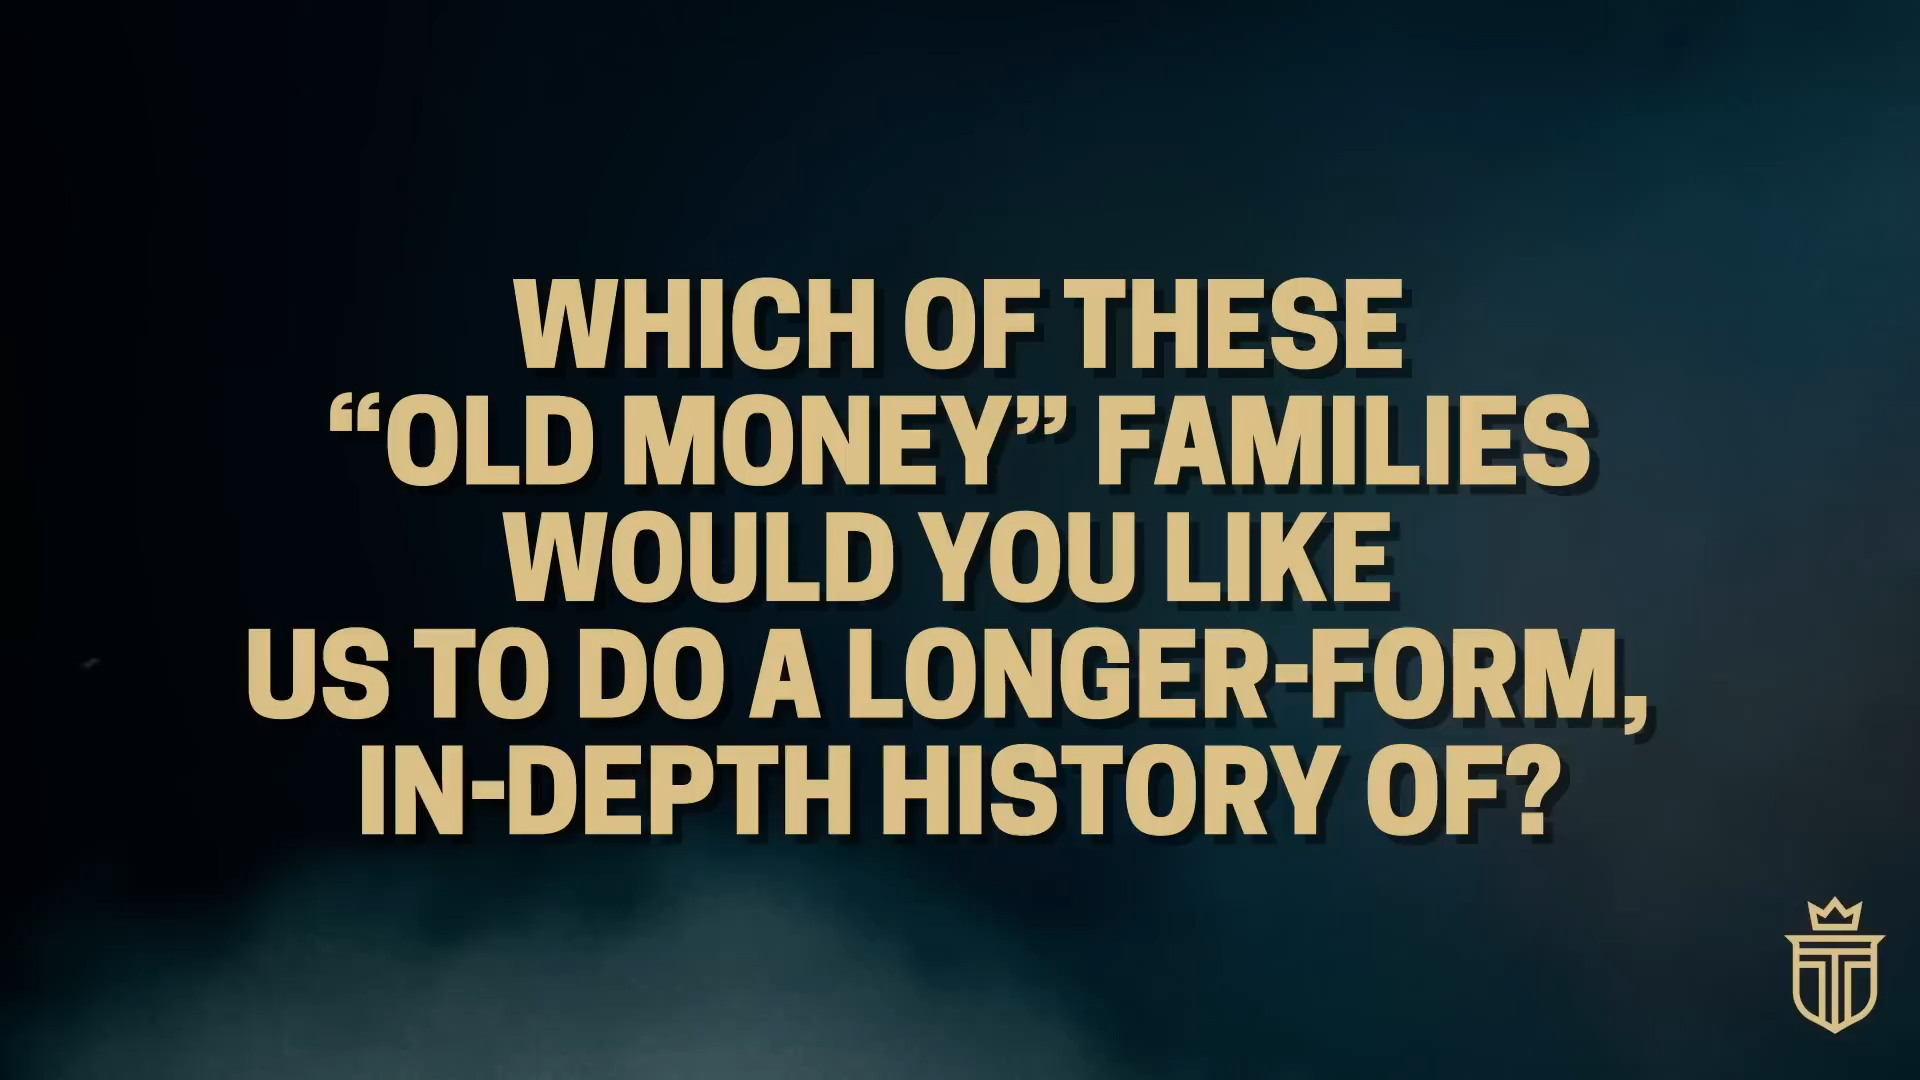 WHICH OF THESE
“OLD MONEY” FAMILIES
WOULD YOU LIKE
US TO DO A LONGER-FORM,
IN-DEPTH HISTORY OF?